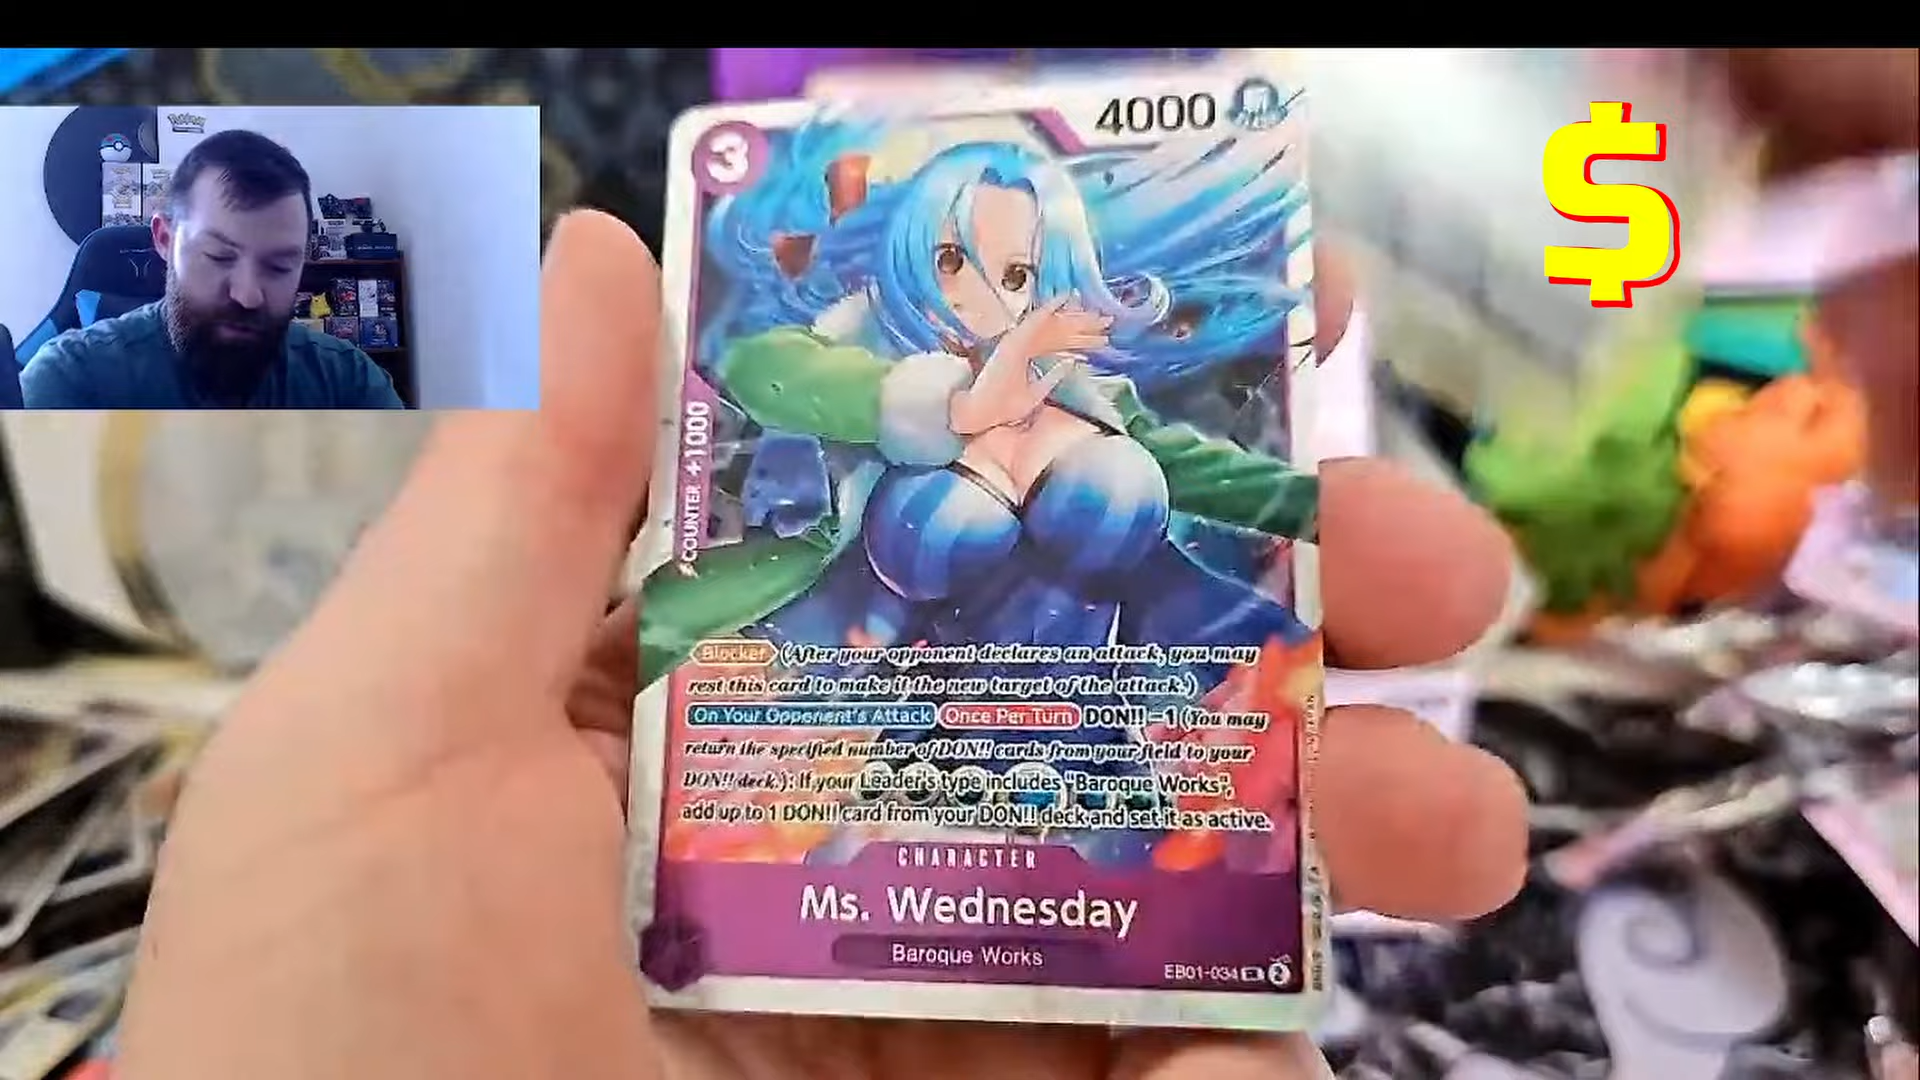 4000
3
$
COUNTER +1000
Blocker (After your opponent declares an attack, you may
rest this card to make it the new target of the attack.)
On Your Opponent's Attack Once Per Turn DON!! −1 (You may
return the specified number of DON!! cards from your field to your
DON!! deck.): If your Leader's type includes "Baroque Works",
add up to 1 DON!! card from your DON!! deck and set it as active.
CHARACTER
Ms. Wednesday
Baroque Works
EB01-034
2